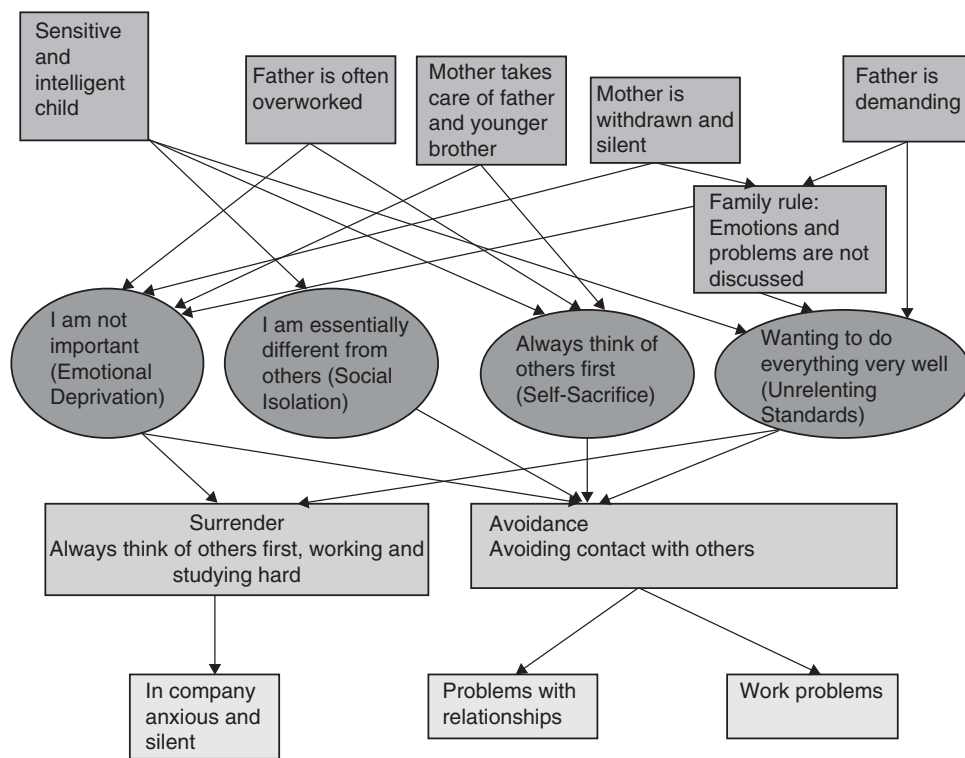 Sensitive
and
intelligent
child
Father is often
overworked
Mother takes
care of father
and younger
brother
Mother is
withdrawn and
silent
Father is
demanding
Family rule:
Emotions and
problems are not
discussed
I am not
important
(Emotional
Deprivation)
I am essentially
different from
others (Social
Isolation)
Always think of
others first
(Self-Sacrifice)
Wanting to do
everything very well
(Unrelenting
Standards)
Surrender
Always think of others first, working and
studying hard
Avoidance
Avoiding contact with others
In company
anxious and
silent
Problems with
relationships
Work problems